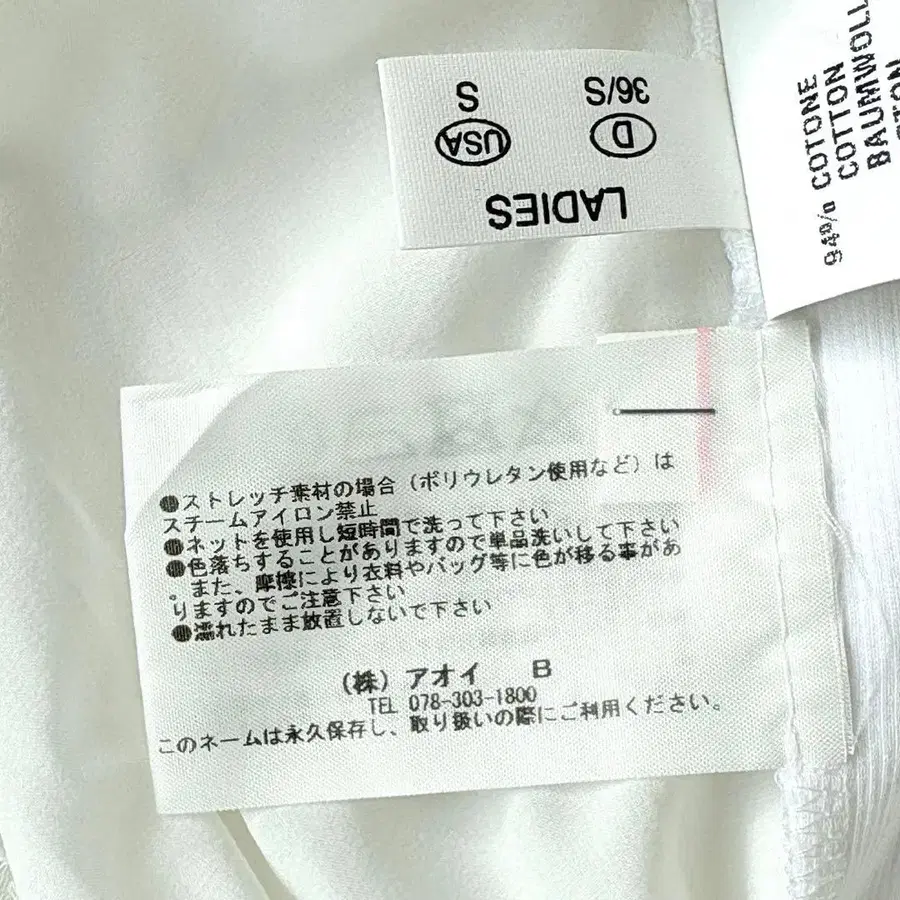 LADIES
D USA
36/S S
94% COTONE
COTTON
BAUMWOLL
●ストレッチ素材の場合（ポリウレタン使用など）は
スチームアイロン禁止
●ネットを使用し短時間で洗って下さい
●色落ちすることがありますので単品洗いして下さい
。また、摩擦により衣料やバッグ等に色が移る事があ
りますのでご注意下さい
●濡れたまま放置しないで下さい
（株）アオイ B
TEL 078-303-1800
このネームは永久保存し、取り扱いの際にご利用ください。